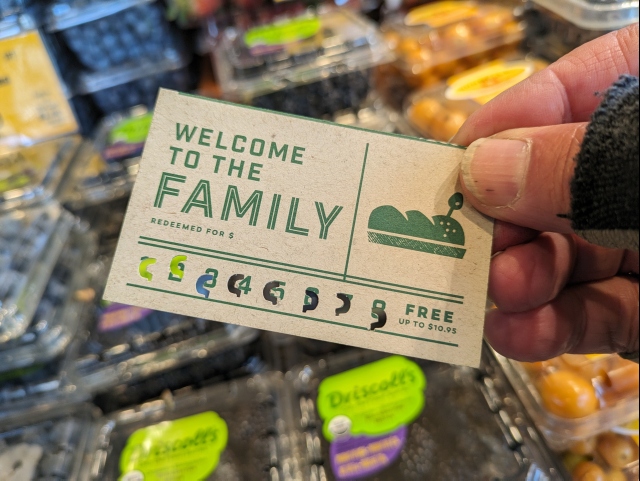 WELCOME
TO THE
FAMILY
REDEEMED FOR $
1 2 3 4 5 6 7 8 FREE
UP TO $10.95
Driscoll's
Driscoll's